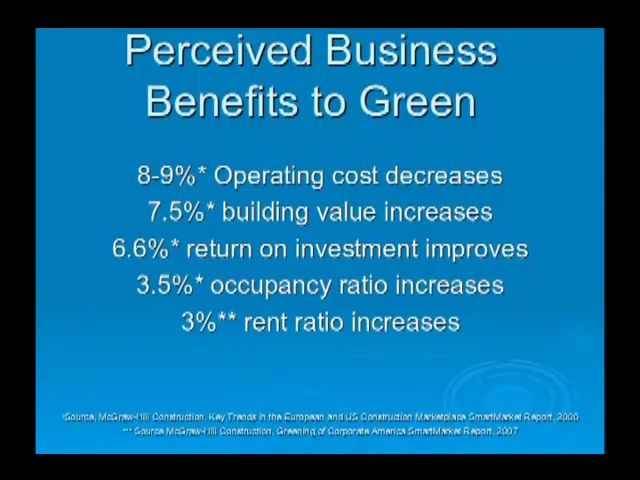 Perceived Business
Benefits to Green
8-9%* Operating cost decreases
7.5%* building value increases
6.6%* return on investment improves
3.5%* occupancy ratio increases
3%** rent ratio increases
*Source, McGraw-Hill Construction, Key Trends in the European and US Construction Marketplace SmartMarket Report,
** Source McGraw-Hill Construction, Greening of Corporate America SmartMarket Report, 2007